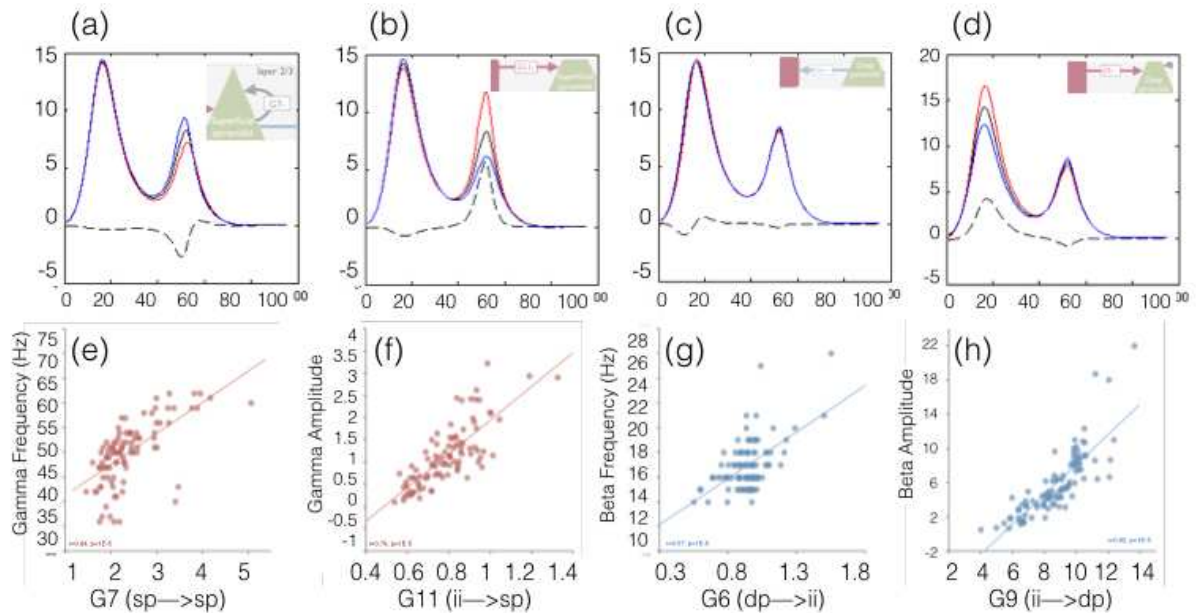 (a)
(b)
(c)
(d)
15
10
5
0
-5
0 20 40 60 80 100
layer 2/3
15
10
5
0
-5
0 20 40 60 80 100
15
10
5
0
-5
0 20 40 60 80 100
20
15
10
5
0
-5
0 20 40 60 80 100
(e)
Gamma Frequency (Hz)
75
70
65
60
55
50
45
40
35
30
1 2 3 4 5
G7 (sp—>sp)
(f)
Gamma Amplitude
4
3.5
3
2.5
2
1.5
1
0.5
0
-0.5
-1
0.4 0.6 0.8 1 1.2 1.4
G11 (ii—>sp)
(g)
Beta Frequency (Hz)
28
26
24
22
20
18
16
14
12
10
0.3 0.8 1.3 1.8
G6 (dp—>ii)
(h)
Beta Amplitude
22
18
14
10
6
2
-2
2 4 6 8 10 12 14
G9 (ii—>dp)